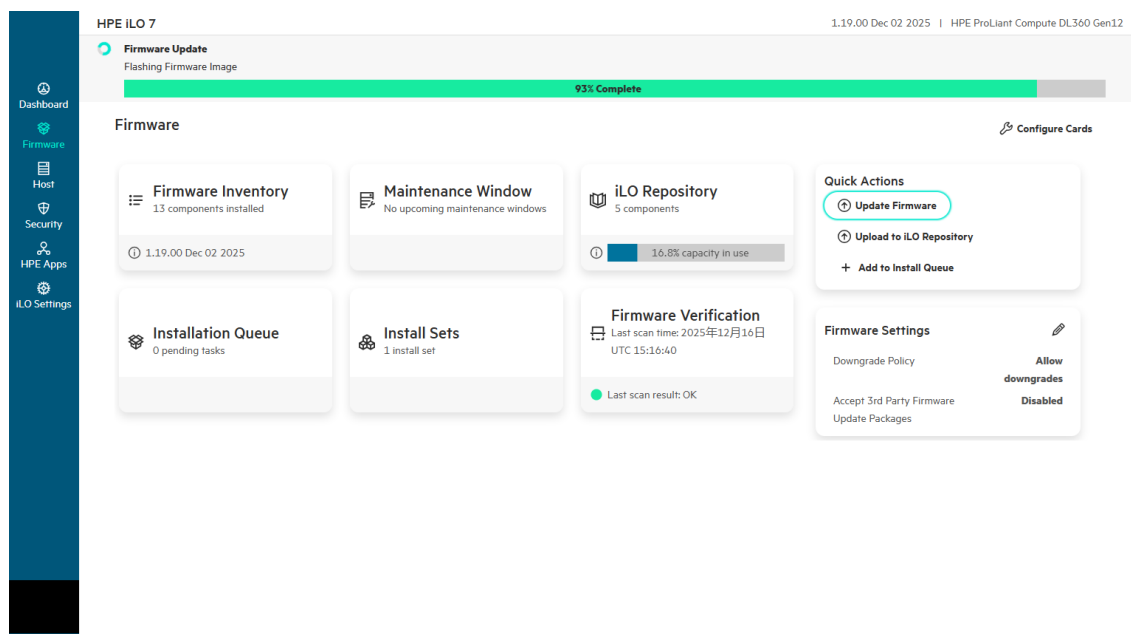 HPE iLO 7
1.19.00 Dec 02 2025 | HPE ProLiant Compute DL360 Gen12
Firmware Update
Flashing Firmware Image
93% Complete
Dashboard
Firmware
Host
Security
HPE Apps
iLO Settings
Firmware
Configure Cards
Firmware Inventory
13 components installed
1.19.00 Dec 02 2025
Maintenance Window
No upcoming maintenance windows
iLO Repository
5 components
16.8% capacity in use
Installation Queue
0 pending tasks
Install Sets
1 install set
Firmware Verification
Last scan time: 2025年12月16日
UTC 15:16:40
Last scan result: OK
Quick Actions
Update Firmware
Upload to iLO Repository
Add to Install Queue
Firmware Settings
Downgrade Policy
Allow
downgrades
Accept 3rd Party Firmware
Update Packages
Disabled